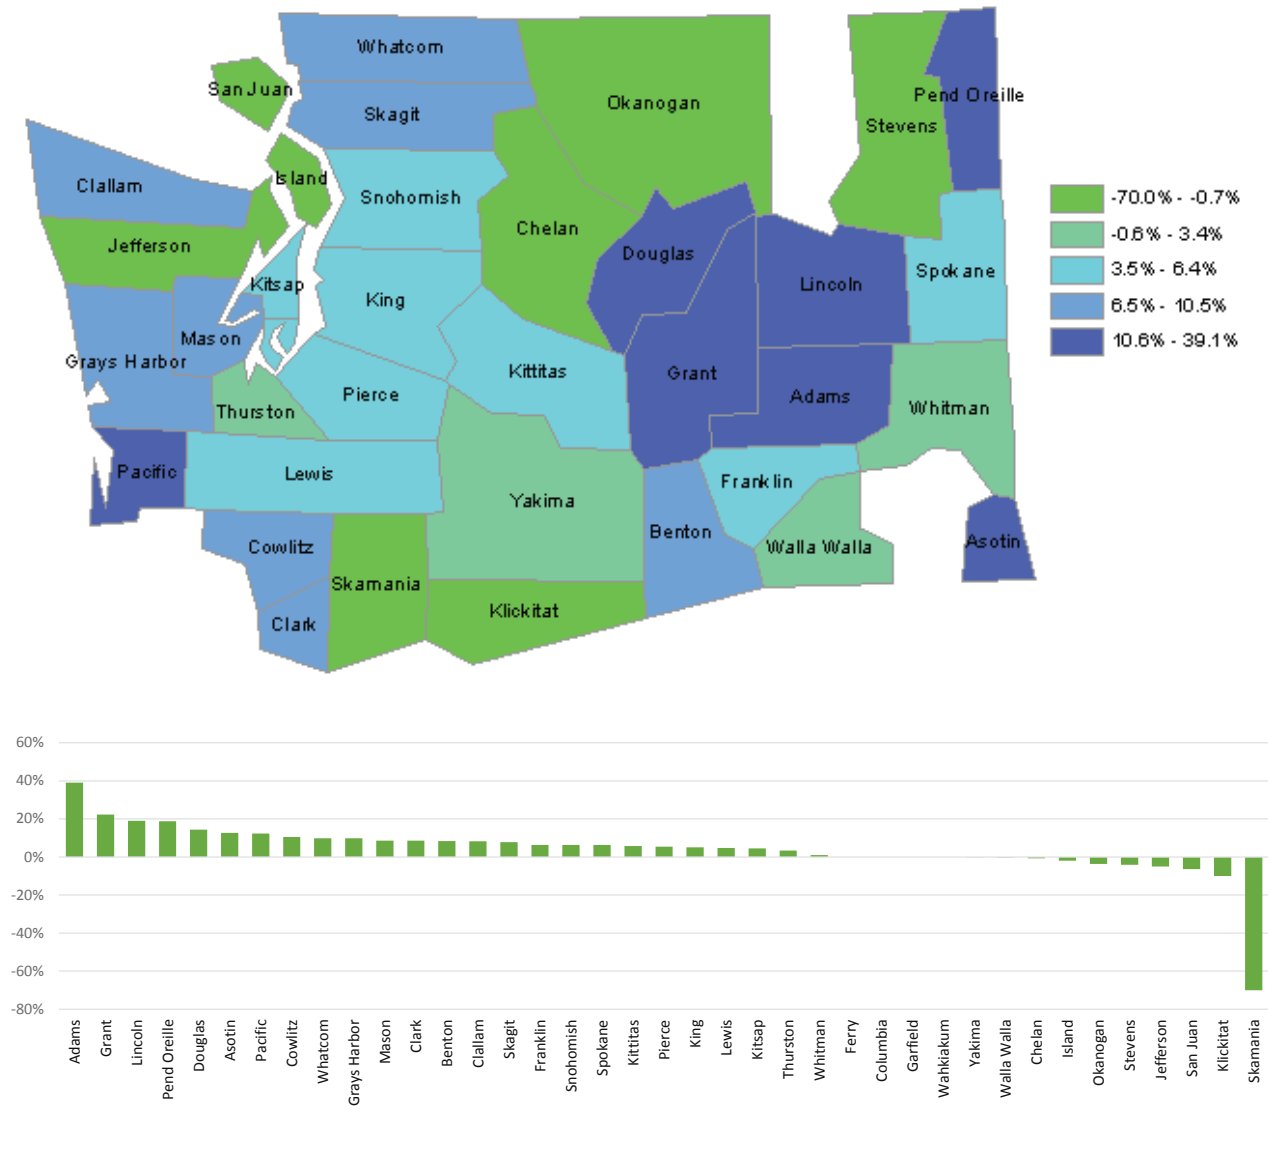 Whatcom
San Juan
Skagit
Okanogan
Pend Oreille
Stevens
Island
Clallam
Snohomish
Jefferson
Chelan
Douglas
Spokane
Kitsap
King
Lincoln
Mason
Grays Harbor
Kittitas
Grant
Pierce
Adams
Whitman
Thurston
Pacific
Lewis
Franklin
Yakima
Benton
Asotin
Cowlitz
Walla Walla
Skamania
Klickitat
Clark
-70.0% - -0.7%
-0.6% - 3.4%
3.5% - 6.4%
6.5% - 10.5%
10.6% - 39.1%
60%
40%
20%
0%
-20%
-40%
-60%
-80%
Adams
Grant
Lincoln
Pend Oreille
Douglas
Asotin
Pacific
Cowlitz
Whatcom
Grays Harbor
Mason
Clark
Benton
Clallam
Skagit
Franklin
Snohomish
Spokane
Kittitas
Pierce
King
Lewis
Kitsap
Thurston
Whitman
Ferry
Columbia
Garfield
Wahkiakum
Yakima
Walla Walla
Chelan
Island
Okanogan
Stevens
Jefferson
San Juan
Klickitat
Skamania